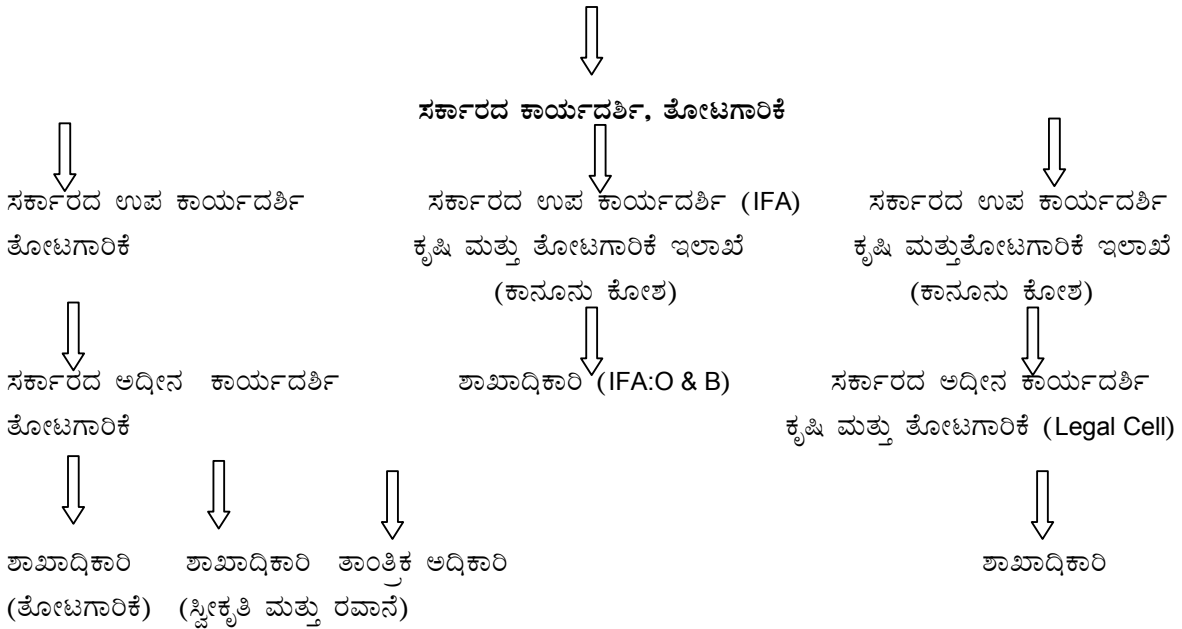 ಸರ್ಕಾರದ ಕಾರ್ಯದರ್ಶಿ, ತೋಟಗಾರಿಕೆ
ಸರ್ಕಾರದ ಉಪ ಕಾರ್ಯದರ್ಶಿ ಸರ್ಕಾರದ ಉಪ ಕಾರ್ಯದರ್ಶಿ (IFA) ಸರ್ಕಾರದ ಉಪ ಕಾರ್ಯದರ್ಶಿ
ತೋಟಗಾರಿಕೆ ಕೃಷಿ ಮತ್ತು ತೋಟಗಾರಿಕೆ ಇಲಾಖೆ ಕೃಷಿ ಮತ್ತುತೋಟಗಾರಿಕೆ ಇಲಾಖೆ
(ಕಾನೂನು ಕೋಶ) (ಕಾನೂನು ಕೋಶ)
ಸರ್ಕಾರದ ಅಧೀನ ಕಾರ್ಯದರ್ಶಿ ಶಾಖಾಧಿಕಾರಿ (IFA:O & B) ಸರ್ಕಾರದ ಅಧೀನ ಕಾರ್ಯದರ್ಶಿ
ತೋಟಗಾರಿಕೆ ಕೃಷಿ ಮತ್ತು ತೋಟಗಾರಿಕೆ (Legal Cell)
ಶಾಖಾಧಿಕಾರಿ ಶಾಖಾಧಿಕಾರಿ ತಾಂತ್ರಿಕ ಅಧಿಕಾರಿ ಶಾಖಾಧಿಕಾರಿ
(ತೋಟಗಾರಿಕೆ) (ಸ್ವೀಕೃತಿ ಮತ್ತು ರವಾನೆ)